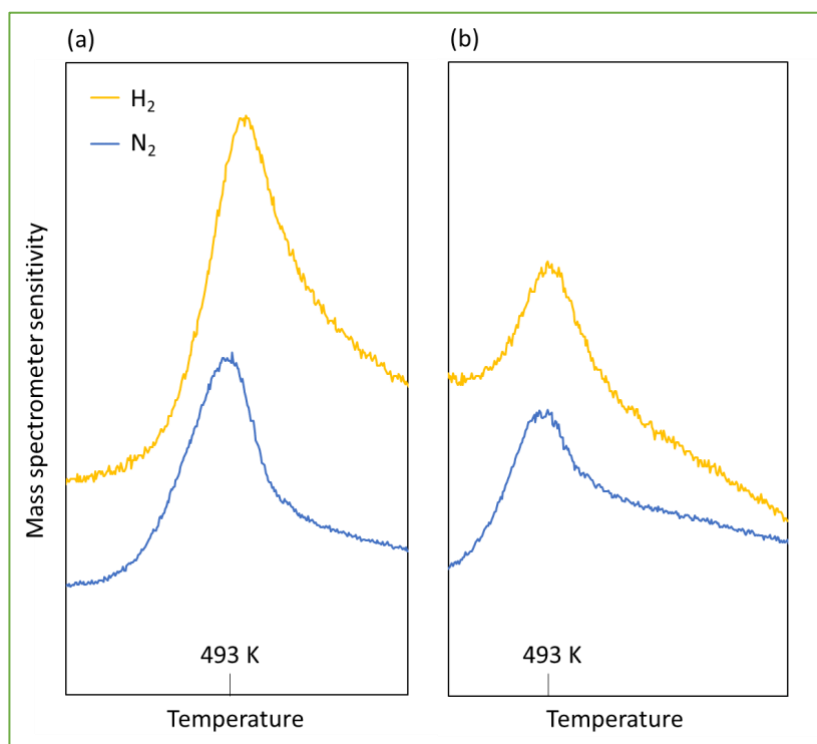 (a)
(b)
H₂
N₂
Mass spectrometer sensitivity
493 K
493 K
Temperature
Temperature